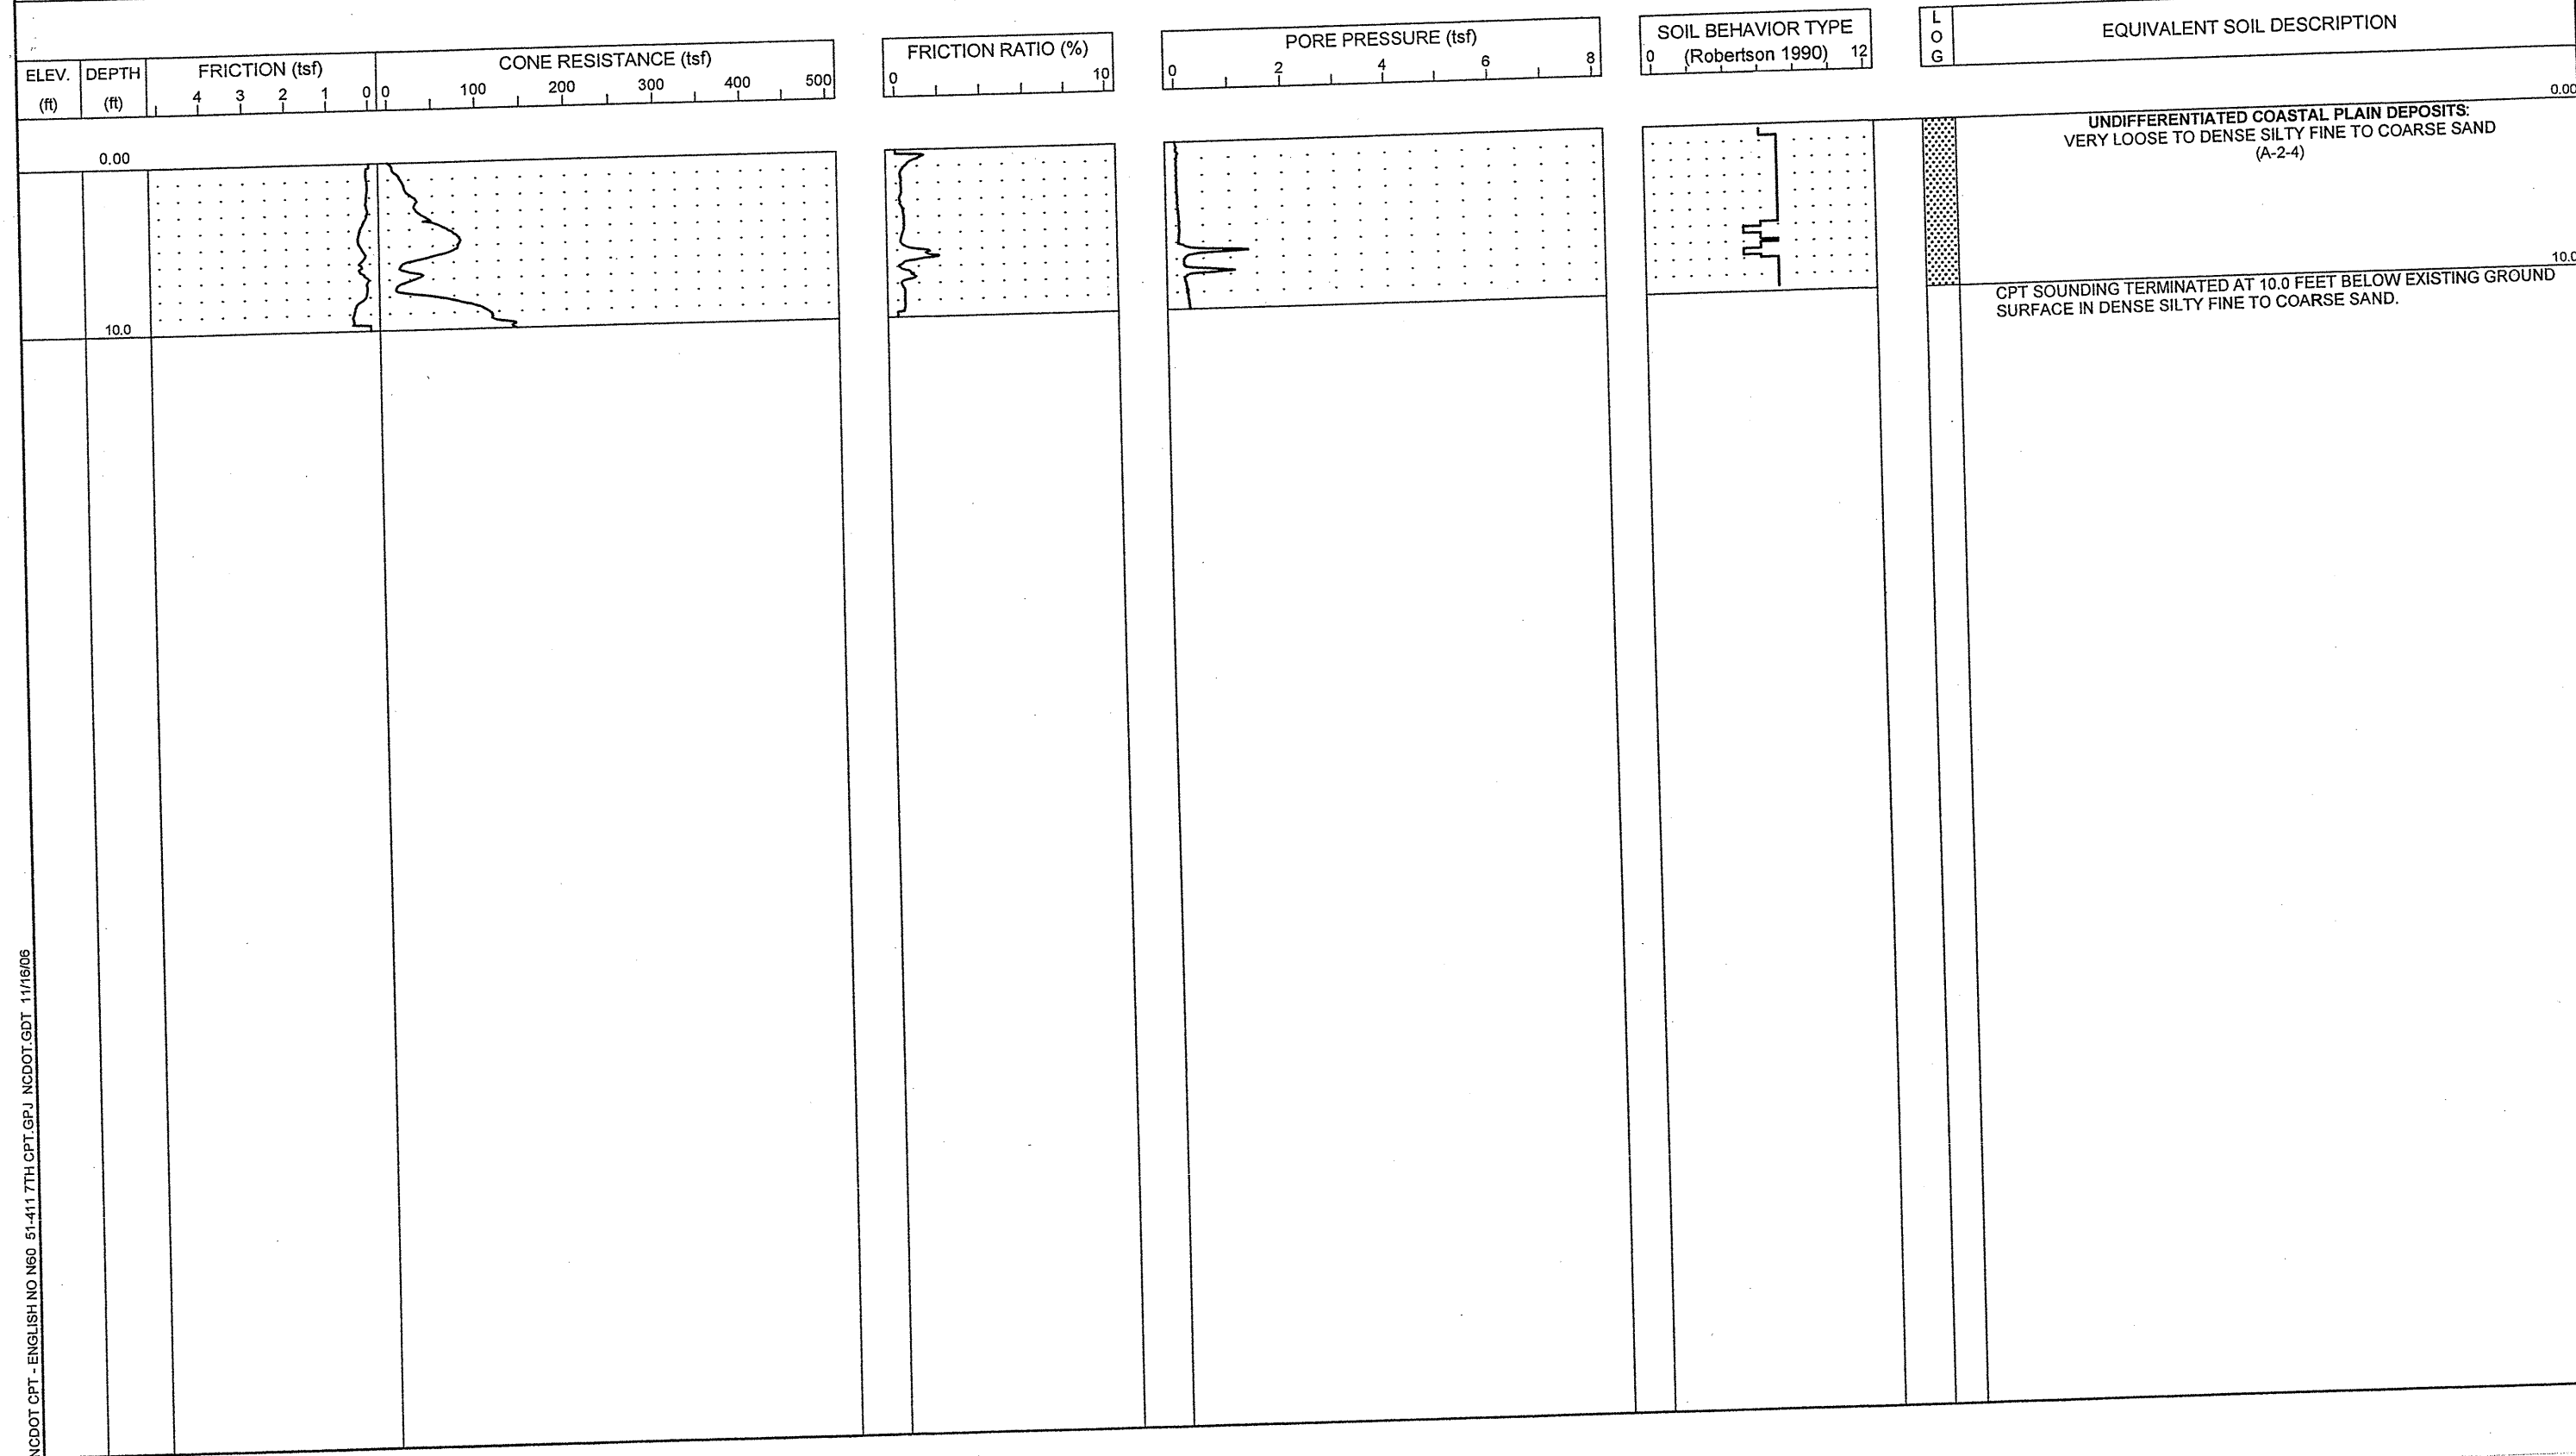 ELEV.
(ft)
DEPTH
(ft)
FRICTION (tsf)
4 3 2 1 0
CONE RESISTANCE (tsf)
0 100 200 300 400 500
FRICTION RATIO (%)
0 10
PORE PRESSURE (tsf)
0 2 4 6 8
SOIL BEHAVIOR TYPE
(Robertson 1990)
0 12
L
O
G
EQUIVALENT SOIL DESCRIPTION
0.00
0.00
UNDIFFERENTIATED COASTAL PLAIN DEPOSITS:
VERY LOOSE TO DENSE SILTY FINE TO COARSE SAND
(A-2-4)
10.0
10.0
CPT SOUNDING TERMINATED AT 10.0 FEET BELOW EXISTING GROUND
SURFACE IN DENSE SILTY FINE TO COARSE SAND.
NCDOT CPT - ENGLISH NO N60 51-411 7TH CPT.GPJ NCDOT.GDT 11/16/06